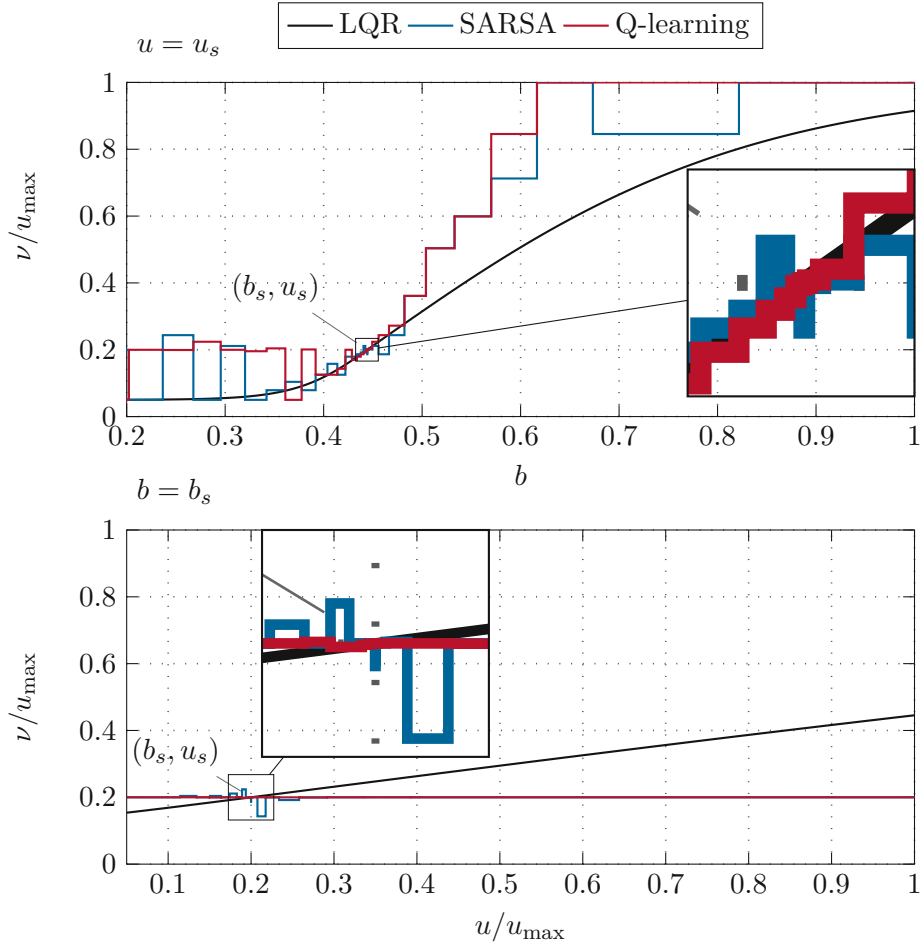 LQR SARSA Q-learning
u = u_s
1
0.8
0.6
0.4
0.2
0
ν/u_max
(b_s, u_s)
0.2 0.3 0.4 0.5 0.6 0.7 0.8 0.9 1
b
b = b_s
1
0.8
0.6
0.4
0.2
0
ν/u_max
(b_s, u_s)
0.1 0.2 0.3 0.4 0.5 0.6 0.7 0.8 0.9 1
u/u_max